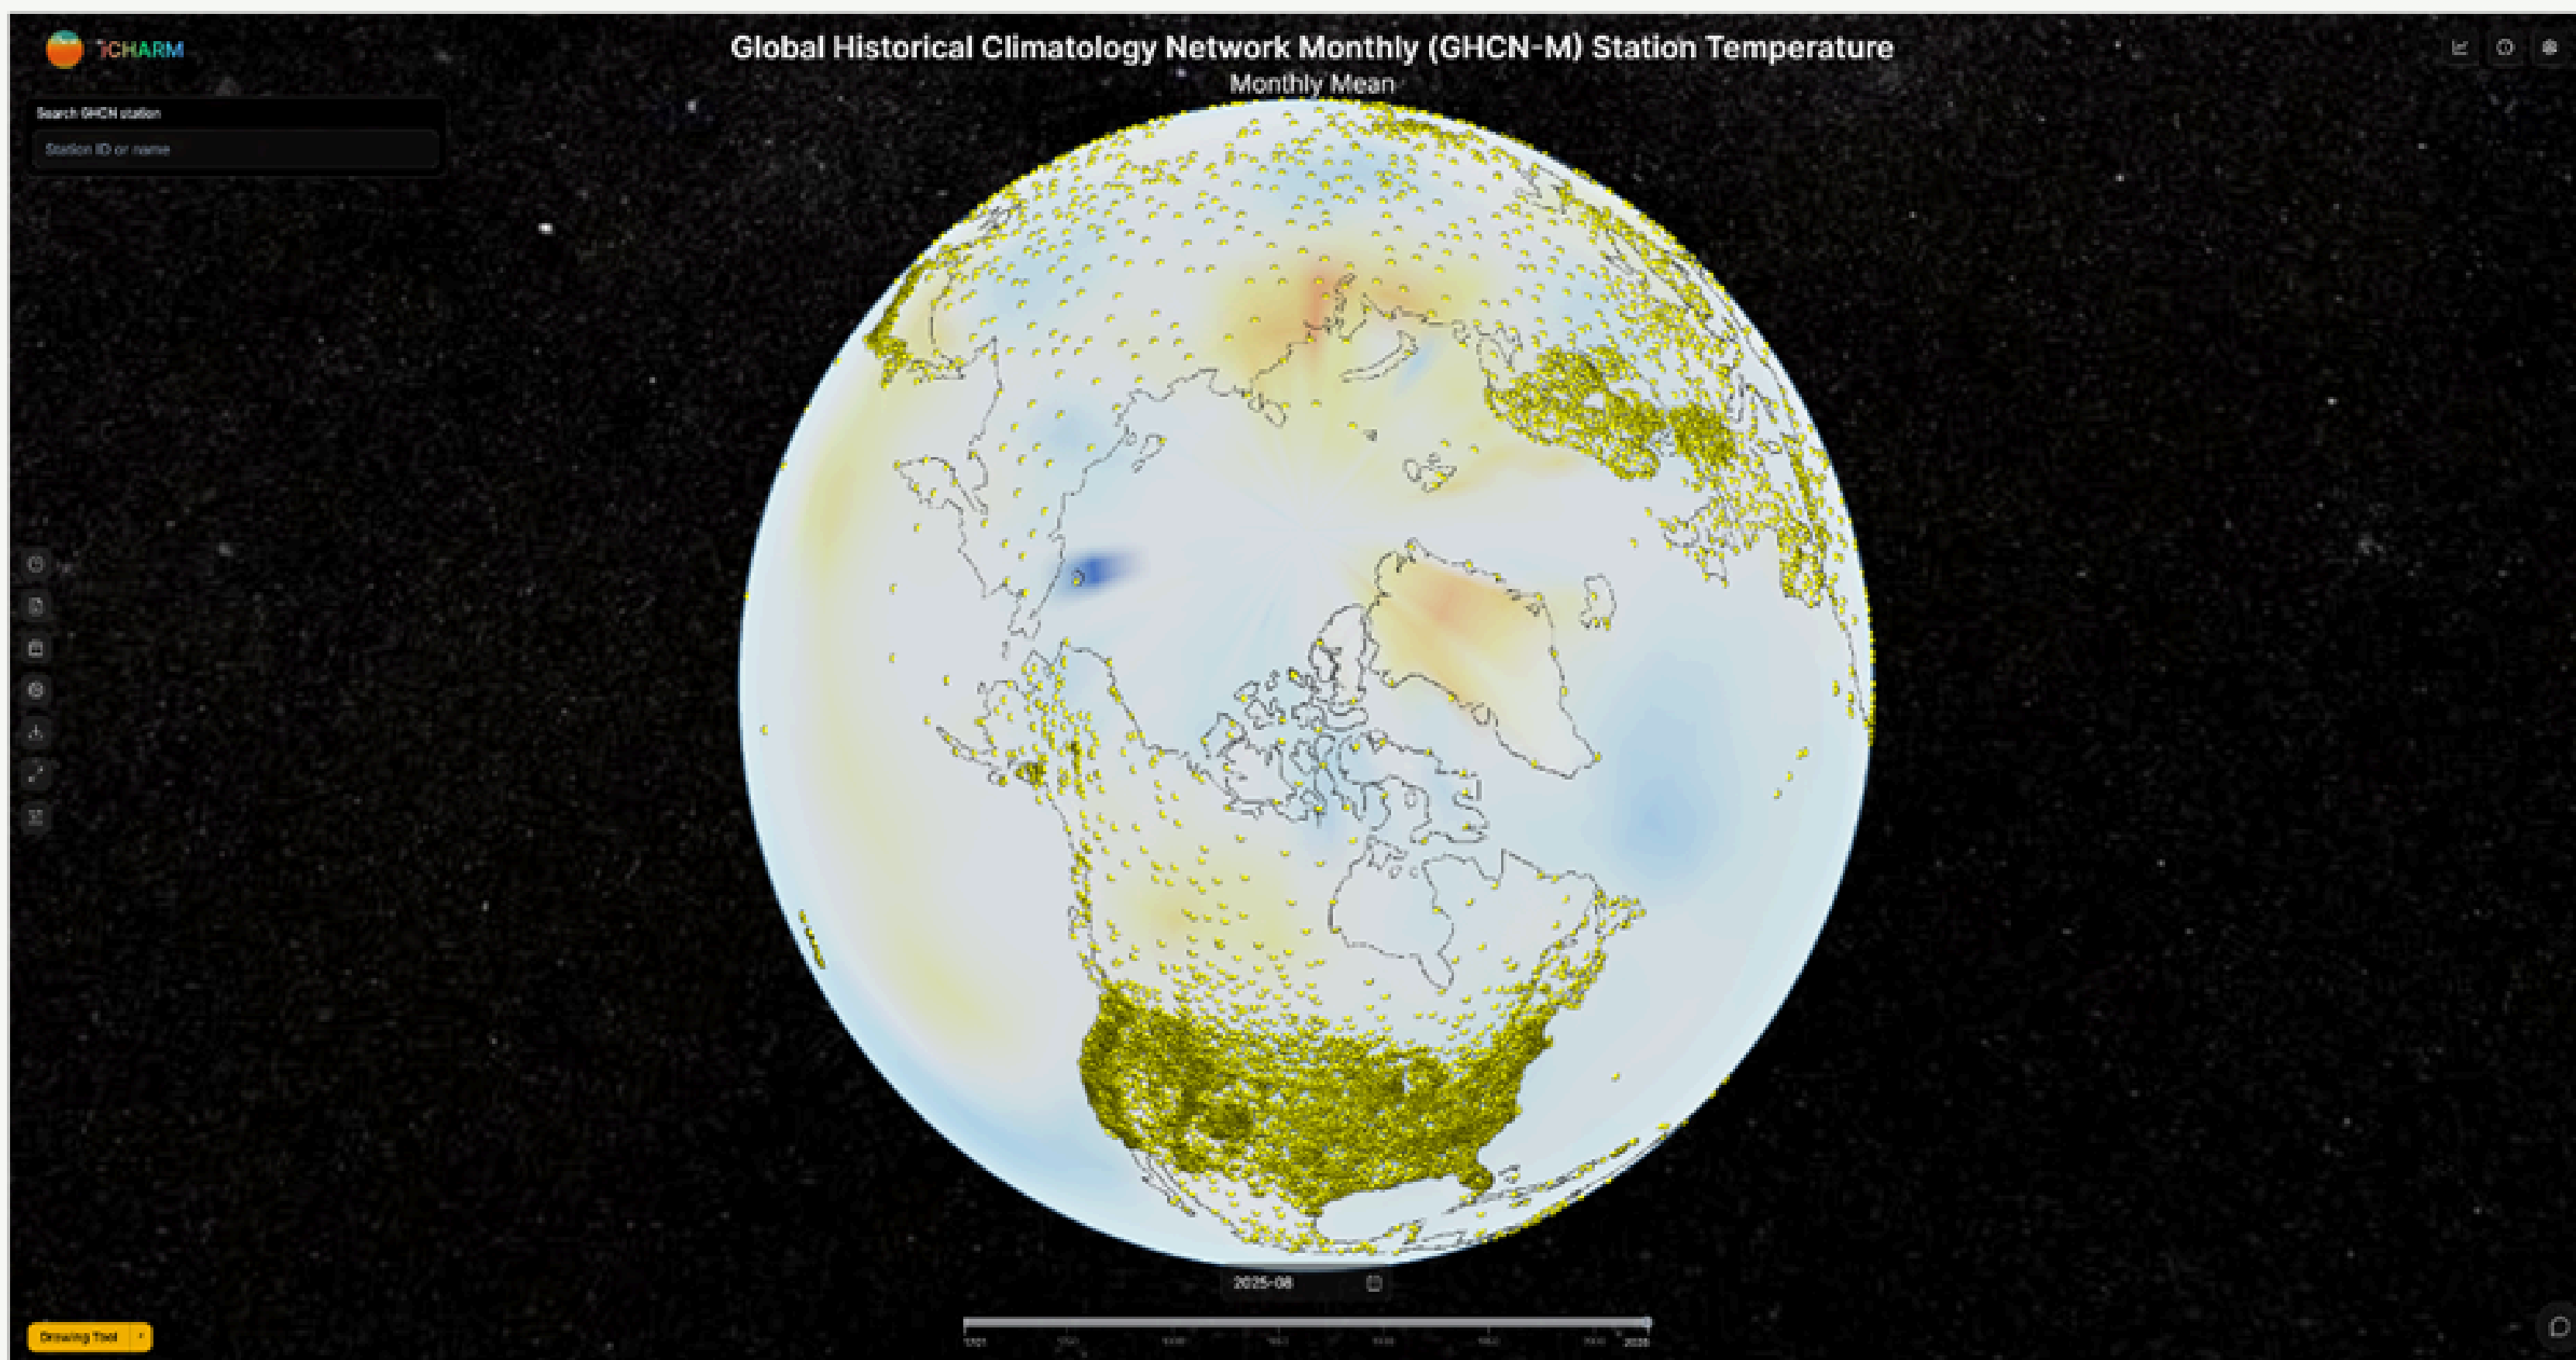 iCHARM
Global Historical Climatology Network Monthly (GHCN-M) Station Temperature
Monthly Mean
Search GHCN station
Station ID or name
2025-08
Drawing Tool